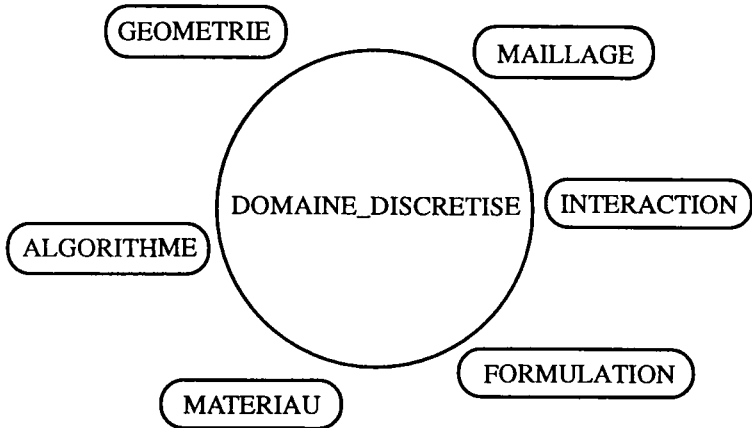 GEOMETRIE
MAILLAGE
DOMAINE_DISCRETISE
INTERACTION
ALGORITHME
FORMULATION
MATERIAU